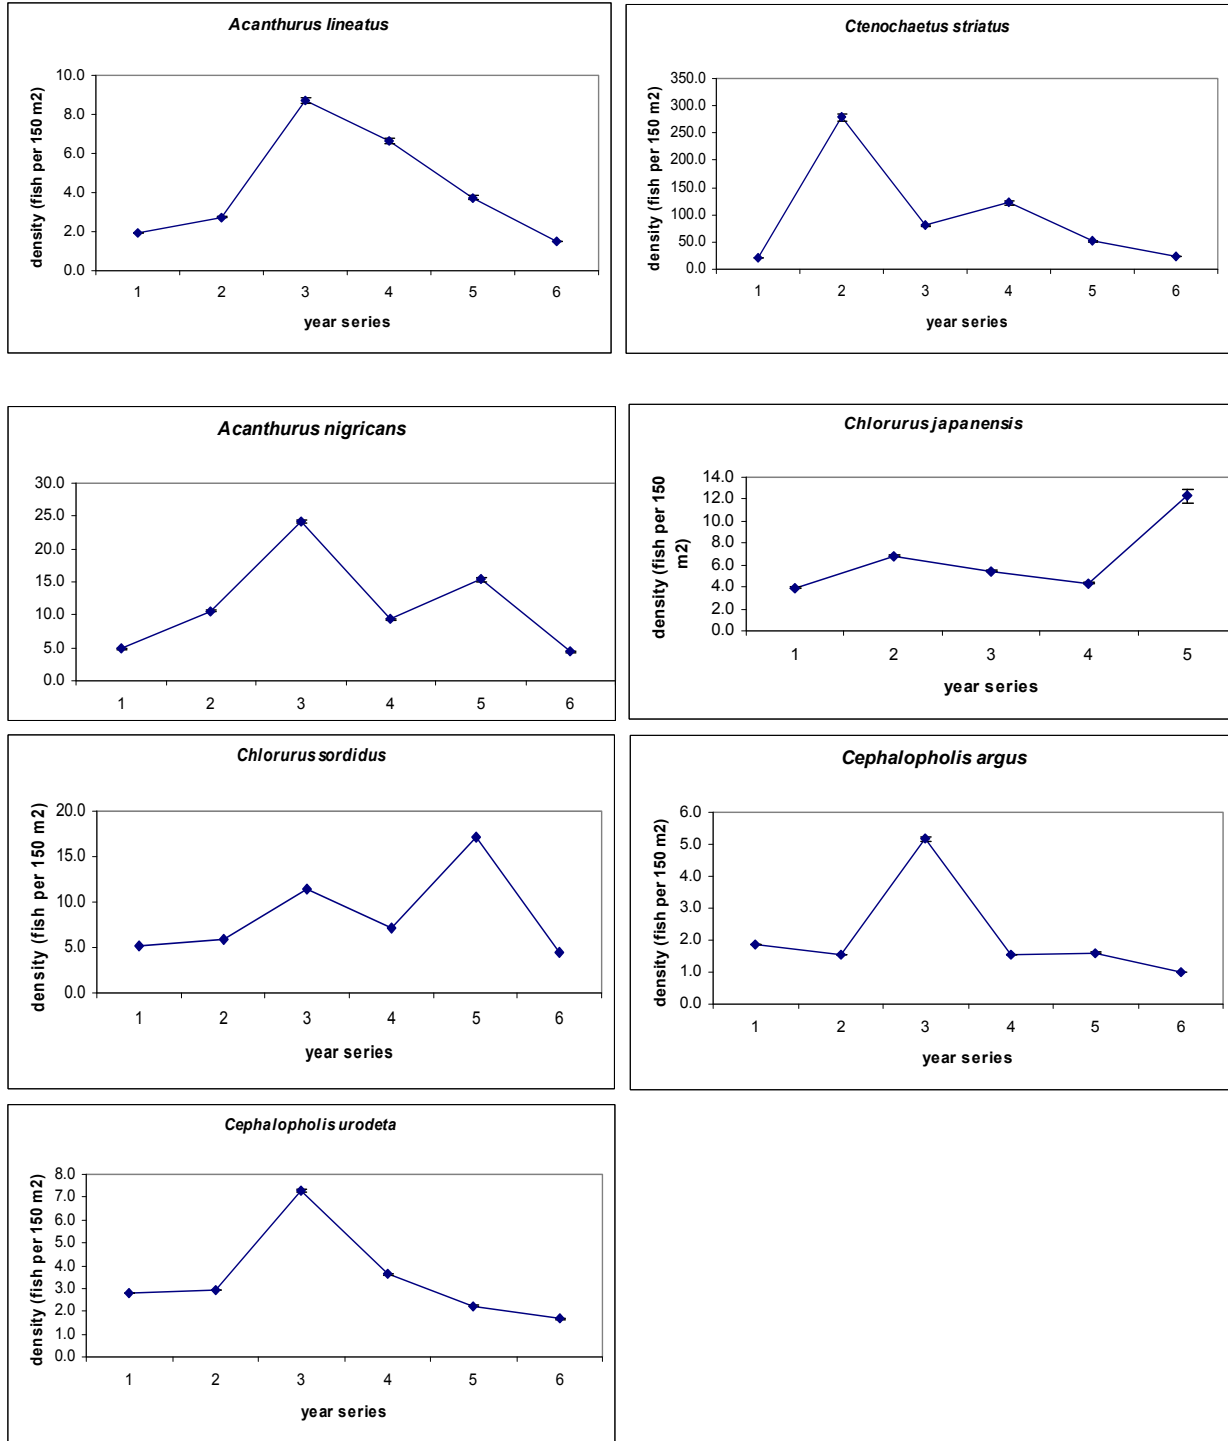 Acanthurus lineatus
density (fish per 150 m2)
10.0
8.0
6.0
4.0
2.0
0.0
1 2 3 4 5 6
year series
Ctenochaetus striatus
density (fish per 150 m2)
350.0
300.0
250.0
200.0
150.0
100.0
50.0
0.0
1 2 3 4 5 6
year series
Acanthurus nigricans
density (fish per 150 m2)
30.0
25.0
20.0
15.0
10.0
5.0
0.0
1 2 3 4 5 6
Chlorurus japanensis
density (fish per 150
m2)
14.0
12.0
10.0
8.0
6.0
4.0
2.0
0.0
1 2 3 4 5
year series
Chlorurus sordidus
density (fish per 150 m2)
20.0
15.0
10.0
5.0
0.0
1 2 3 4 5 6
year series
Cephalopholis argus
density (fish per 150 m2)
6.0
5.0
4.0
3.0
2.0
1.0
0.0
1 2 3 4 5 6
year series
Cephalopholis urodeta
density (fish per 150 m2)
8.0
7.0
6.0
5.0
4.0
3.0
2.0
1.0
0.0
1 2 3 4 5 6
year series